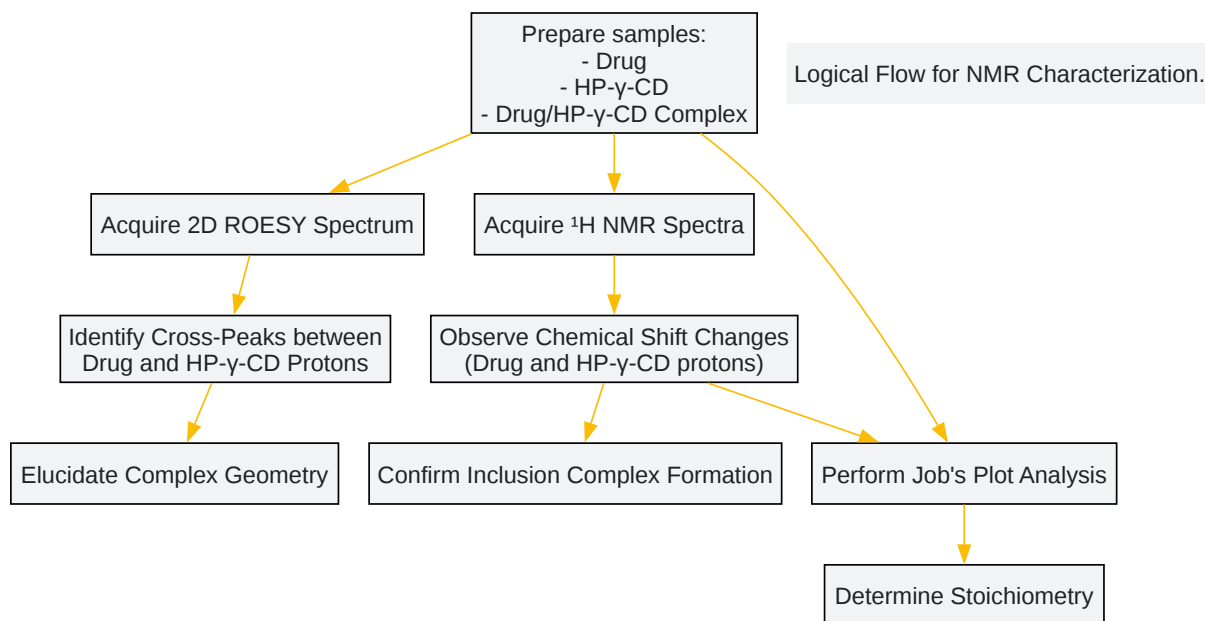 Prepare samples:
- Drug
- HP-γ-CD
- Drug/HP-γ-CD Complex
Logical Flow for NMR Characterization.
Acquire 2D ROESY Spectrum
Acquire ¹H NMR Spectra
Identify Cross-Peaks between
Drug and HP-γ-CD Protons
Observe Chemical Shift Changes
(Drug and HP-γ-CD protons)
Elucidate Complex Geometry
Confirm Inclusion Complex Formation
Perform Job's Plot Analysis
Determine Stoichiometry